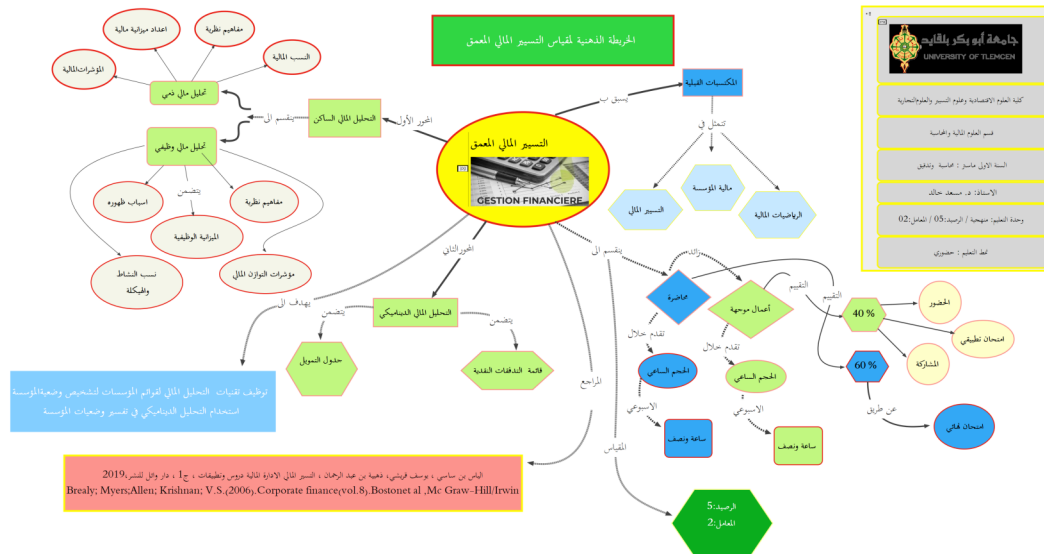 الخريطة الذهنية لمقياس التسيير المالي المعمق
جامعة أبو بكر بلقايد
UNIVERSITY OF TLEMCEN
كلية العلوم الاقتصادية وعلوم التسيير والعلوم التجارية
قسم العلوم المالية والمحاسبة
السنة الاولى ماستر : محاسبة وتدقيق
الاستاذ: د. مسعد خالد
وحدة التعليم: منهجية / الرصيد:05 / المعامل:02
نمط التعليم : حضوري
التسيير المالي المعمق
GESTION FINANCIERE
يسبق ب
المكتسبات القبلية
تتمثل في
التسيير المالي
مالية المؤسسة
الرياضيات المالية
المحور الأول
التحليل المالي الساكن
ينقسم الى
تحليل مالي ذمي
المؤشرات المالية
اعداد ميزانية مالية
مفاهيم نظرية
النسب المالية
تحليل مالي وظيفي
يتضمن
اسباب ظهوره
مفاهيم نظرية
الميزانية الوظيفية
نسب النشاط
والهيكلة
مؤشرات التوازن المالي
المحور الثاني
التحليل المالي الديناميكي
يتضمن
جدول التمويل
يتضمن
قائمة التدفقات النقدية
يهدف الى
توظيف تقنيات التحليل المالي لقوائم المؤسسات لتشخيص وضعية المؤسسة
استخدام التحليل الديناميكي في تفسير وضعيات المؤسسة
المراجع
الياس بن ساسي ، يوسف قريشي، ذهبية بن عبد الرحمان ، التسير المالي الادارة المالية دروس وتطبيقات ، ج1 ، دار وائل للنشر،2019
Brealy; Myers;Allen; Krishnan; V.S.(2006).Corporate finance(vol.8).Bostonet al ,Mc Graw-Hill/Irwin
المقياس
الرصيد:5
المعامل:2
ينقسم الى
محاضرة
زائد
أعمال موجهة
تقدم خلال
الحجم الساعي
الاسبوعي
ساعة ونصف
تقدم خلال
الحجم الساعي
الاسبوعي
ساعة ونصف
التقييم
40 %
الحضور
امتحان تطبيقي
المشاركة
التقييم
60 %
عن طريق
امتحان نهائي